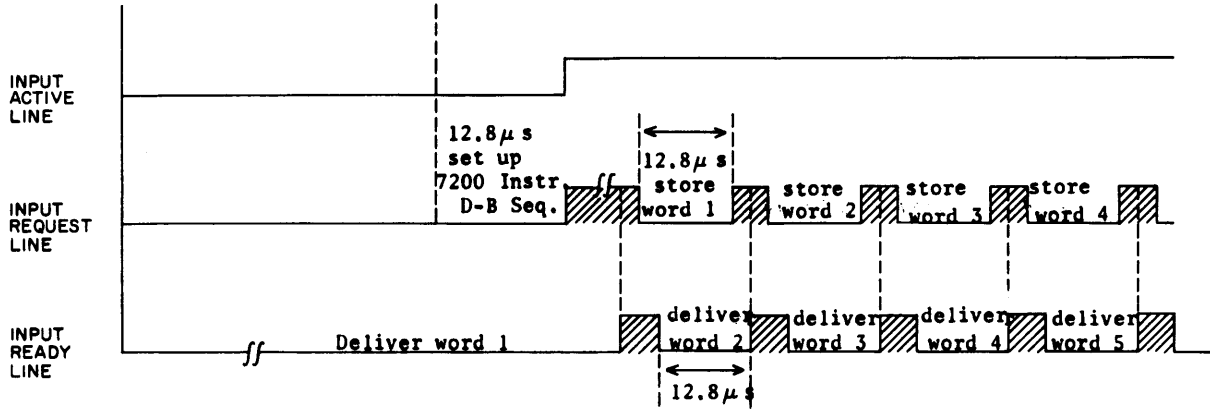 INPUT
ACTIVE
LINE
12.8μs
set up
7200 Instr.
D-B Seq.
12.8μs
store
word 1
store
word 2
store
word 3
store
word 4
INPUT
REQUEST
LINE
INPUT
READY
LINE
Deliver word 1
deliver
word 2
deliver
word 3
deliver
word 4
deliver
word 5
12.8μs